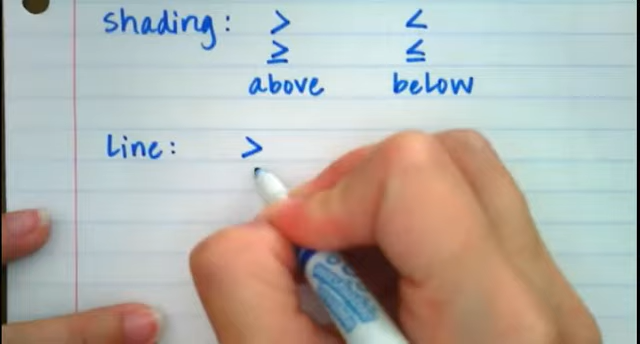 shading: > <
≥ ≤
above below
Line: >